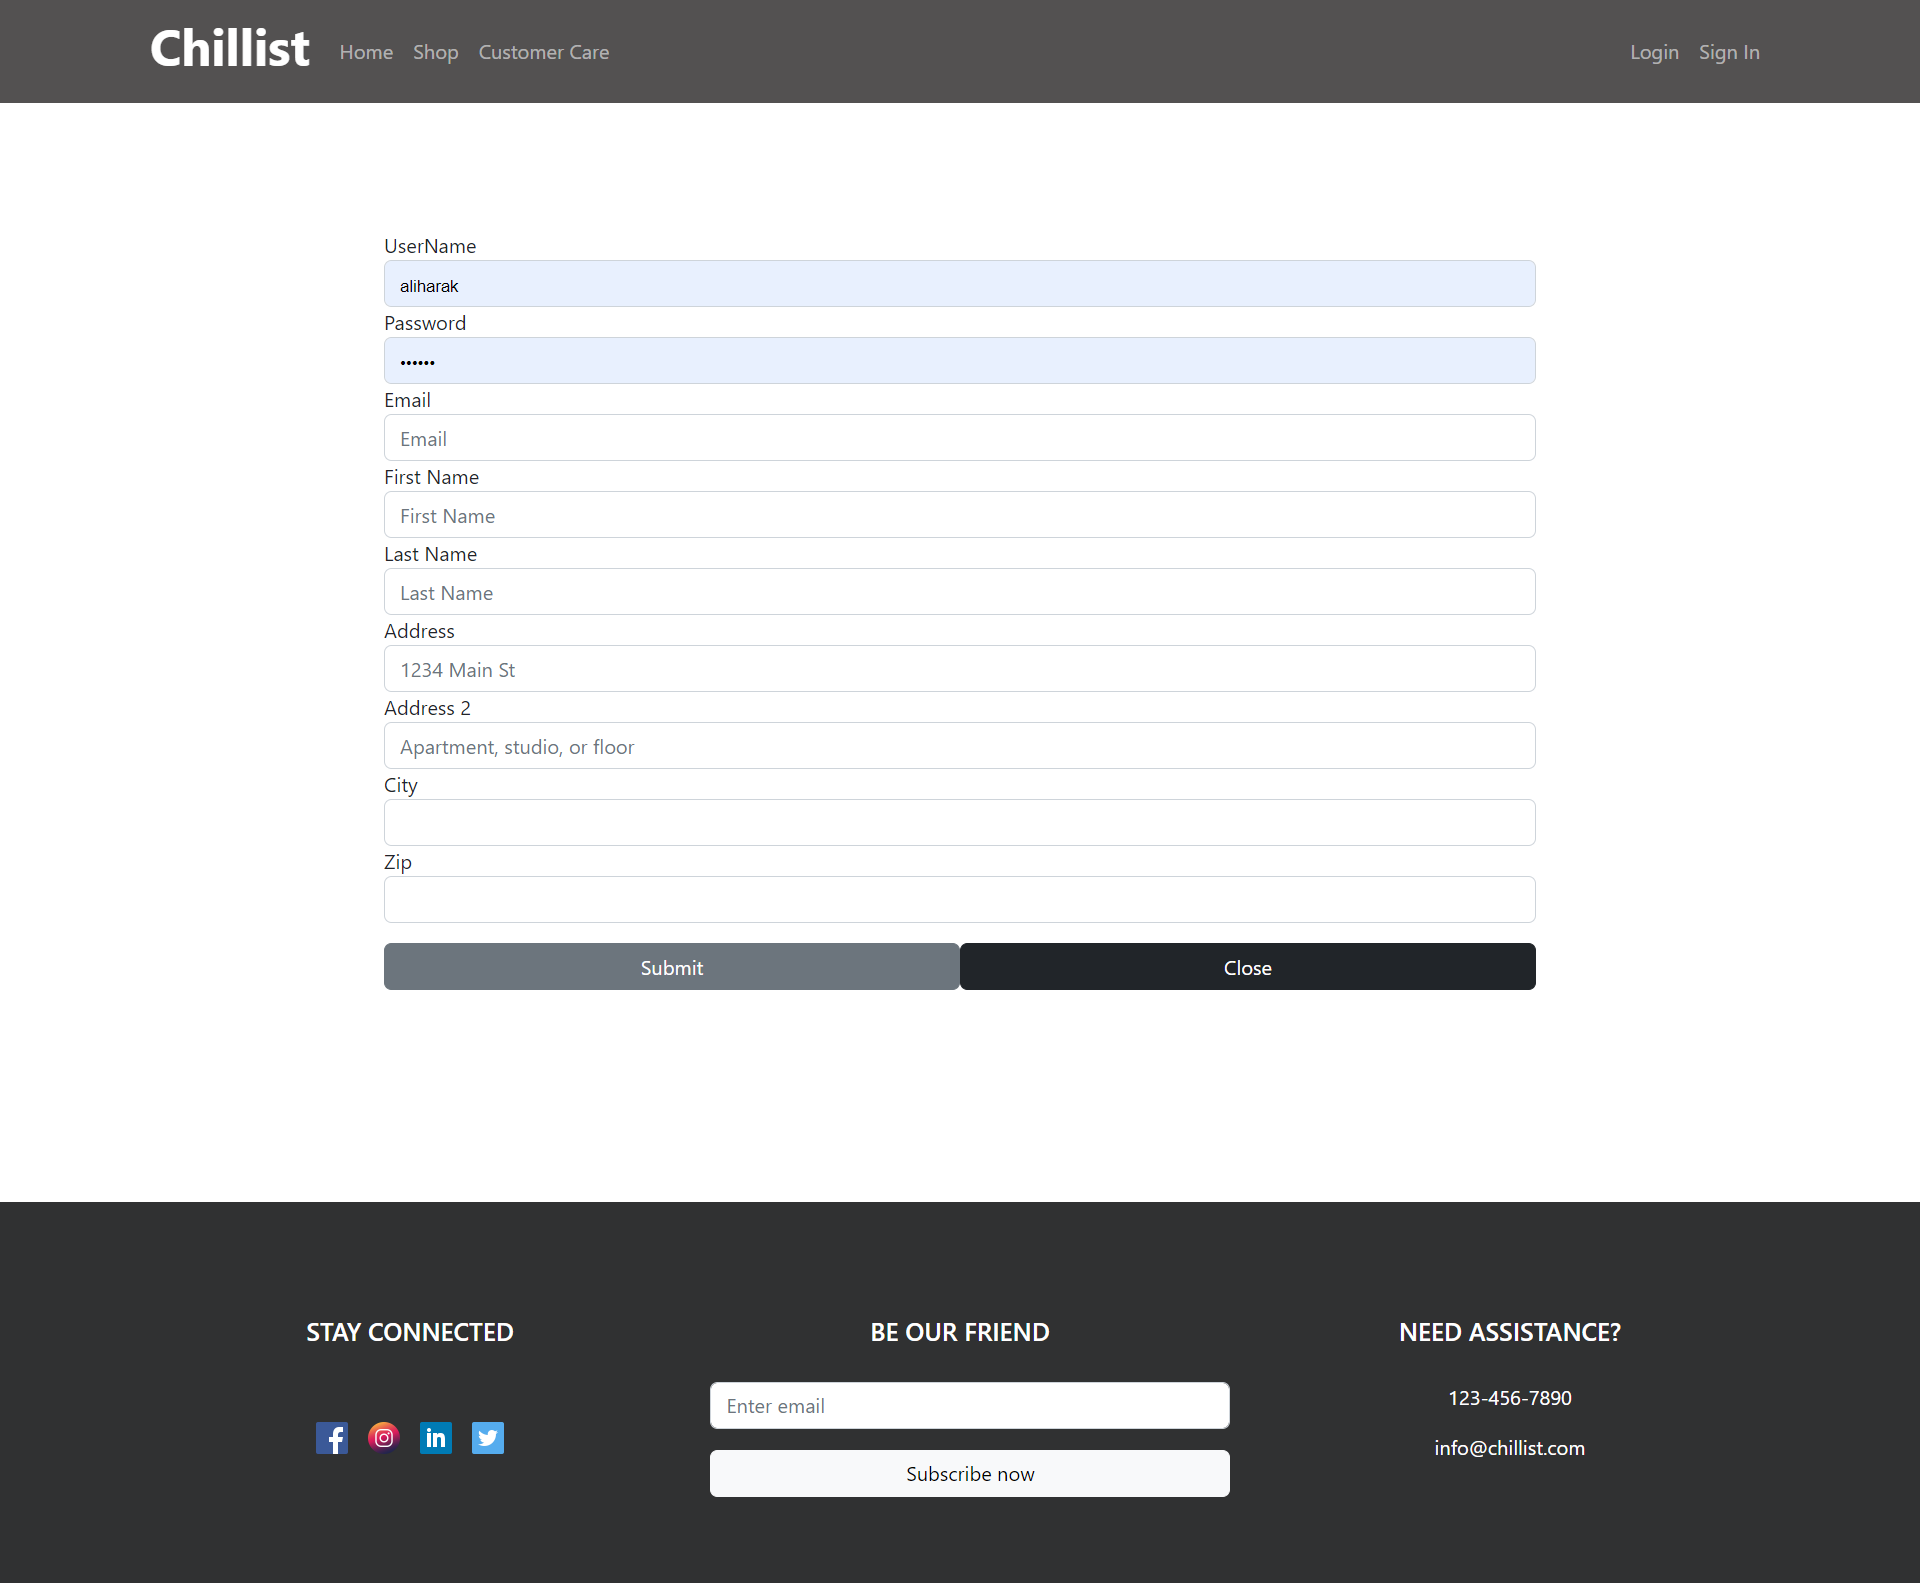 Chillist Home Shop Customer Care Login Sign In
UserName
aliharak
Password
••••••
Email
Email
First Name
First Name
Last Name
Last Name
Address
1234 Main St
Address 2
Apartment, studio, or floor
City
Zip
Submit Close
STAY CONNECTED
BE OUR FRIEND
Enter email
Subscribe now
NEED ASSISTANCE?
123-456-7890
info@chillist.com